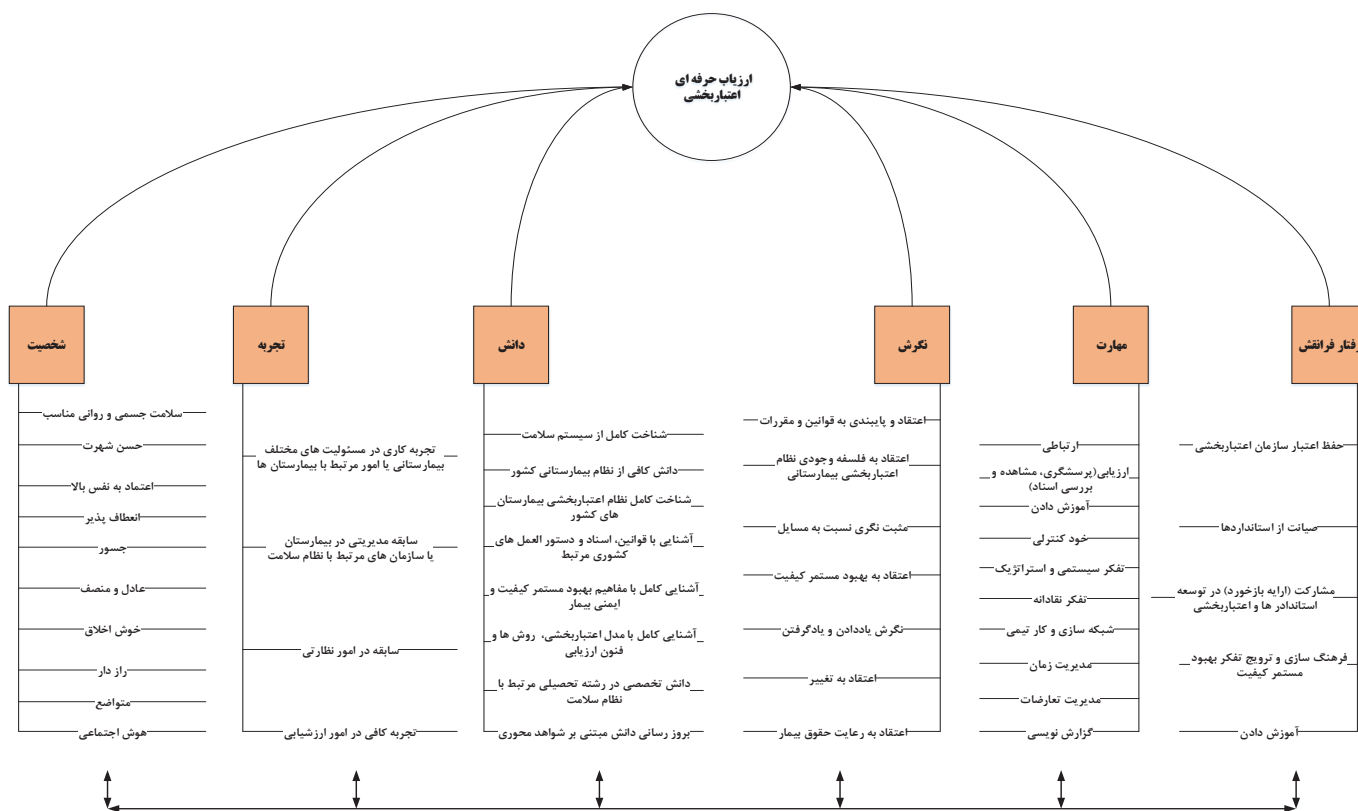 ارزیاب حرفه ای
اعتباربخشی
رفتار فرانقش
مهارت
نگرش
دانش
تجربه
شخصیت
حفظ اعتبار سازمان اعتباربخشی
صیانت از استانداردها
مشارکت (ارایه بازخورد) در توسعه
استاندادر ها و اعتباربخشی
فرهنگ سازی و ترویج تفکر بهبود
مستمر کیفیت
آموزش دادن
ارتباطی
ارزیابی(پرسشگری، مشاهده و
بررسی اسناد)
آموزش دادن
خود کنترلی
تفکر سیستمی و استراتژیک
تفکر نقادانه
شبکه سازی و کار تیمی
مدیریت زمان
مدیریت تعارضات
گزارش نویسی
اعتقاد و پایبندی به قوانین و مقررات
اعتقاد به فلسفه وجودی نظام
اعتباربخشی بیمارستانی
مثبت نگری نسبت به مسایل
اعتقاد به بهبود مستمر کیفیت
نگرش یاددادن و یادگرفتن
اعتقاد به تغییر
اعتقاد به رعایت حقوق بیمار
شناخت کامل از سیستم سلامت
دانش کافی از نظام بیمارستانی کشور
شناخت کامل نظام اعتباربخشی بیمارستان
های کشور
آشنایی با قوانین، اسناد و دستور العمل های
کشوری مرتبط
آشنایی کامل با مفاهیم بهبود مستمر کیفیت و
ایمنی بیمار
آشنایی کامل با مدل اعتباربخشی، روش ها و
فنون ارزیابی
دانش تخصصی در رشته تحصیلی مرتبط با
نظام سلامت
بروز رسانی دانش مبتنی بر شواهد محوری
تجربه کاری در مسئولیت های مختلف
بیمارستانی یا امور مرتبط با بیمارستان ها
سابقه مدیریتی در بیمارستان
یا سازمان های مرتبط با نظام سلامت
سابقه در امور نظارتی
تجربه کافی در امور ارزشیابی
سلامت جسمی و روانی مناسب
حسن شهرت
اعتماد به نفس بالا
انعطاف پذیر
جسور
عادل و منصف
خوش اخلاق
راز دار
متواضع
هوش اجتماعی